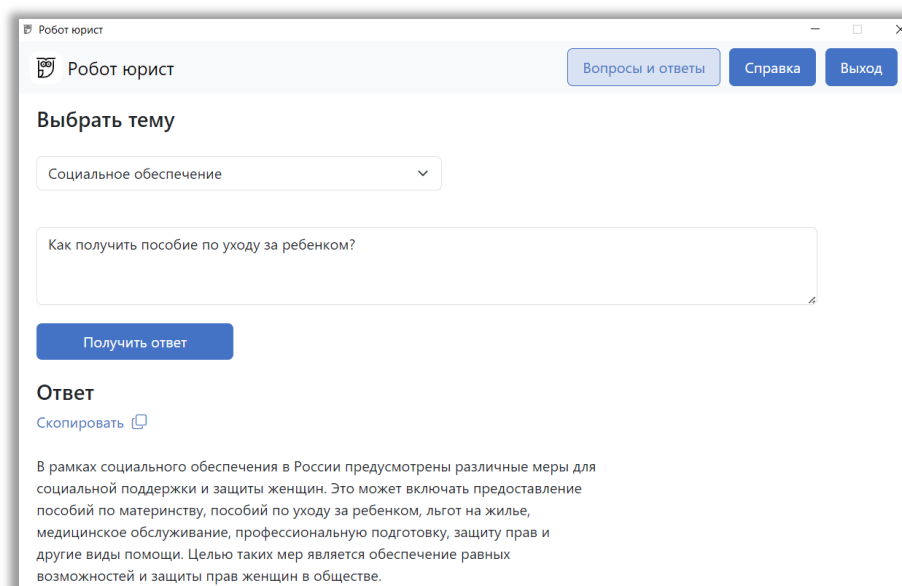 Робот юрист
Робот юрист
Вопросы и ответы
Справка
Выход
Выбрать тему
Социальное обеспечение
Как получить пособие по уходу за ребенком?
Получить ответ
Ответ
Скопировать
В рамках социального обеспечения в России предусмотрены различные меры для
социальной поддержки и защиты женщин. Это может включать предоставление
пособий по материнству, пособий по уходу за ребенком, льгот на жилье,
медицинское обслуживание, профессиональную подготовку, защиту прав и
другие виды помощи. Целью таких мер является обеспечение равных
возможностей и защиты прав женщин в обществе.